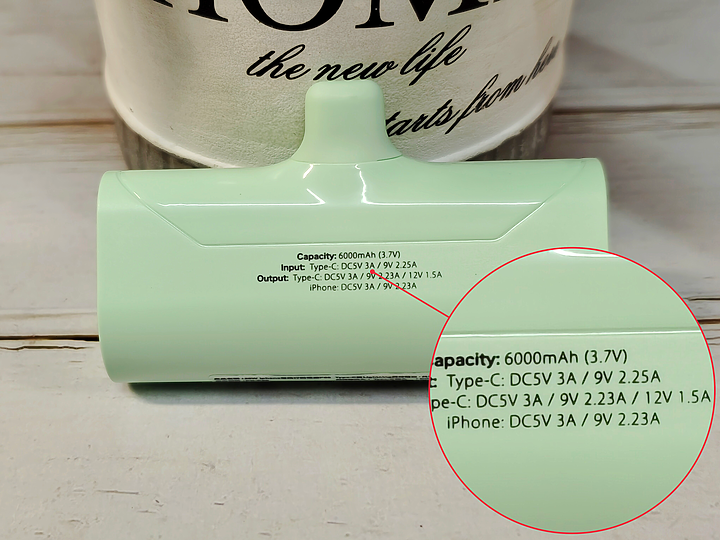 HOME
the new life
starts from here
Capacity: 6000mAh (3.7V)
Input: Type-C: DC5V 3A / 9V 2.25A
Output: Type-C: DC5V 3A / 9V 2.23A / 12V 1.5A
iPhone: DC5V 3A / 9V 2.23A
apacity: 6000mAh (3.7V)
: Type-C: DC5V 3A / 9V 2.25A
pe-C: DC5V 3A / 9V 2.23A / 12V 1.5A
iPhone: DC5V 3A / 9V 2.23A